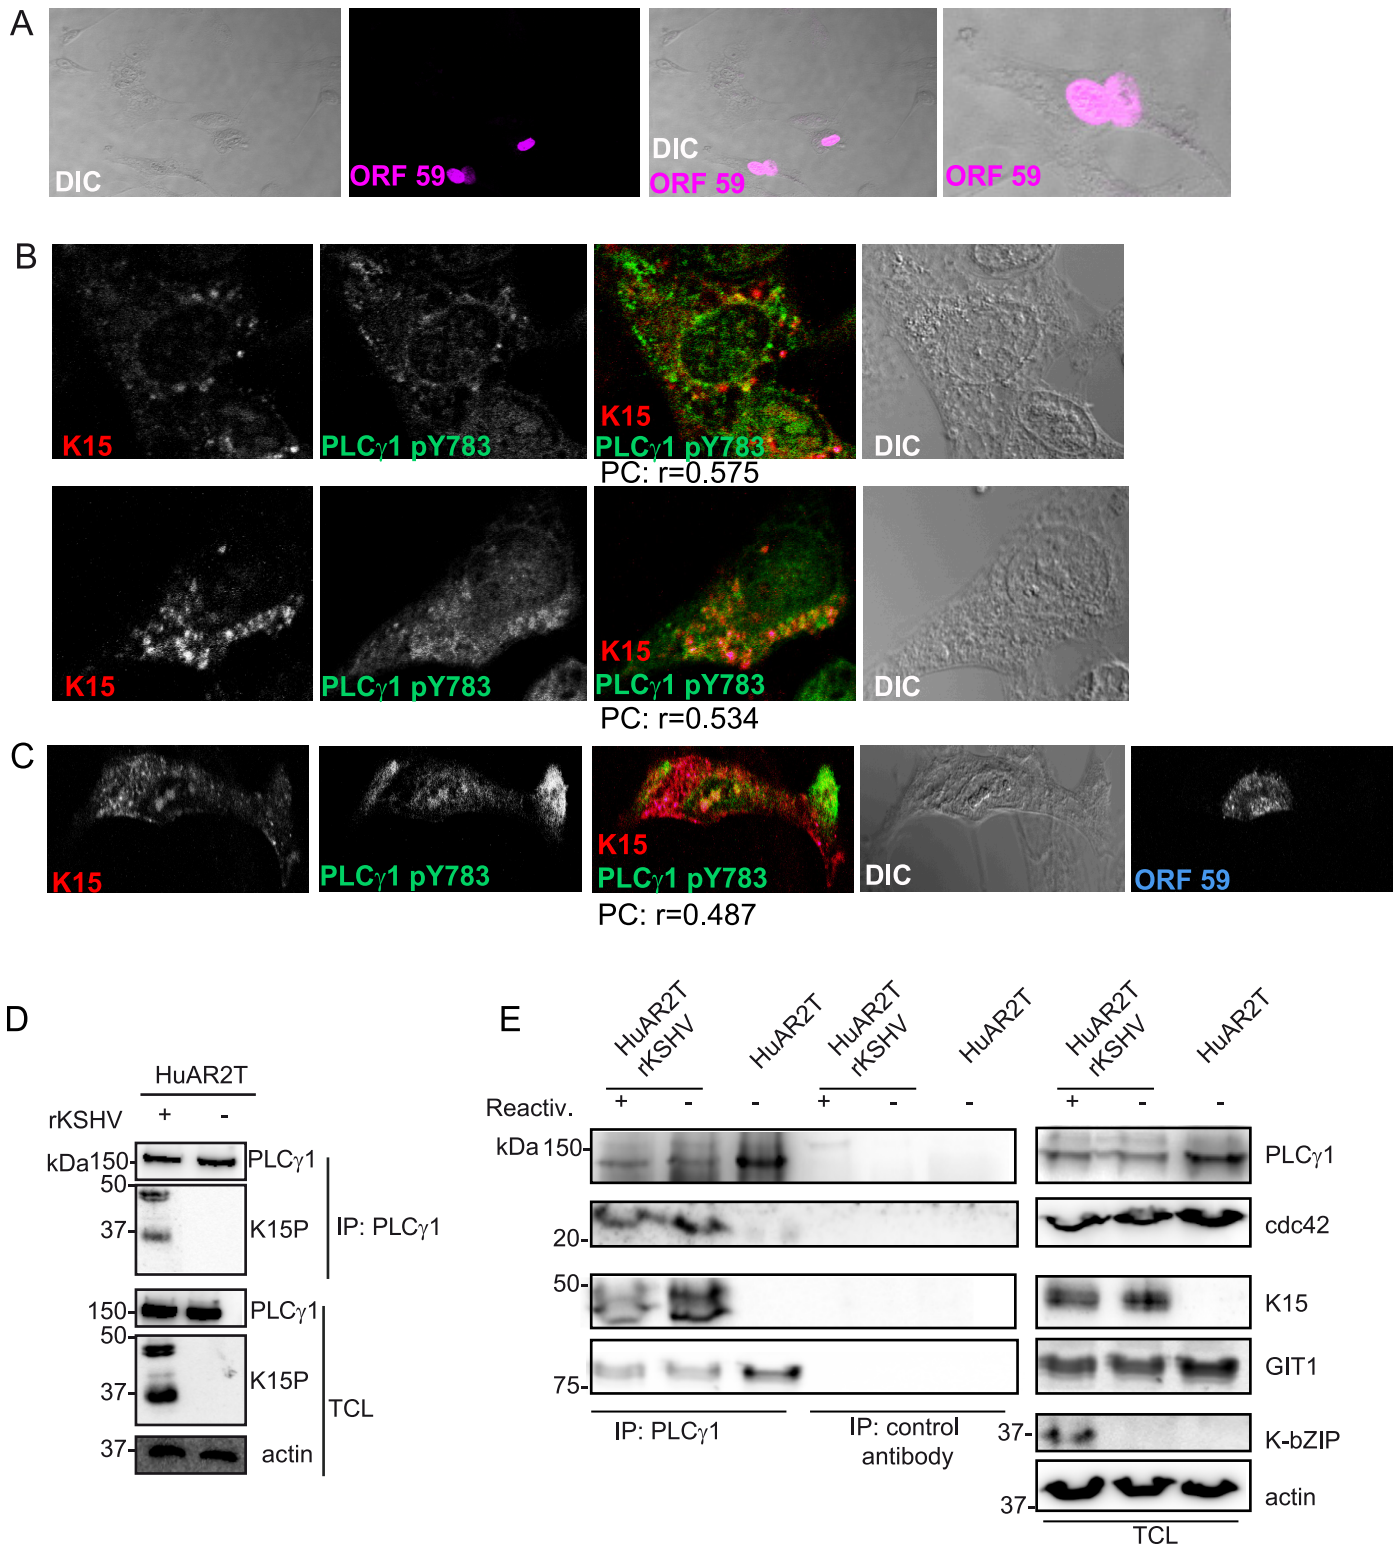 A
DIC
ORF 59
DIC
ORF 59
ORF 59
B
K15
PLCγ1 pY783
K15
PLCγ1 pY783
DIC
PC: r=0.575
K15
PLCγ1 pY783
K15
PLCγ1 pY783
DIC
PC: r=0.534
C
K15
PLCγ1 pY783
K15
PLCγ1 pY783
DIC
ORF 59
PC: r=0.487
D
HuAR2T
rKSHV + -
kDa 150 PLCγ1
50
37 K15P
IP: PLCγ1
150 PLCγ1
50
K15P
37
TCL
37 actin
E
HuAR2T rKSHV
HuAR2T
HuAR2T rKSHV
HuAR2T
HuAR2T rKSHV
HuAR2T
Reactiv. + - - + - - + - -
kDa 150 PLCγ1
20 cdc42
50 K15
75 GIT1
IP: PLCγ1
IP: control
antibody
37 K-bZIP
37 actin
TCL